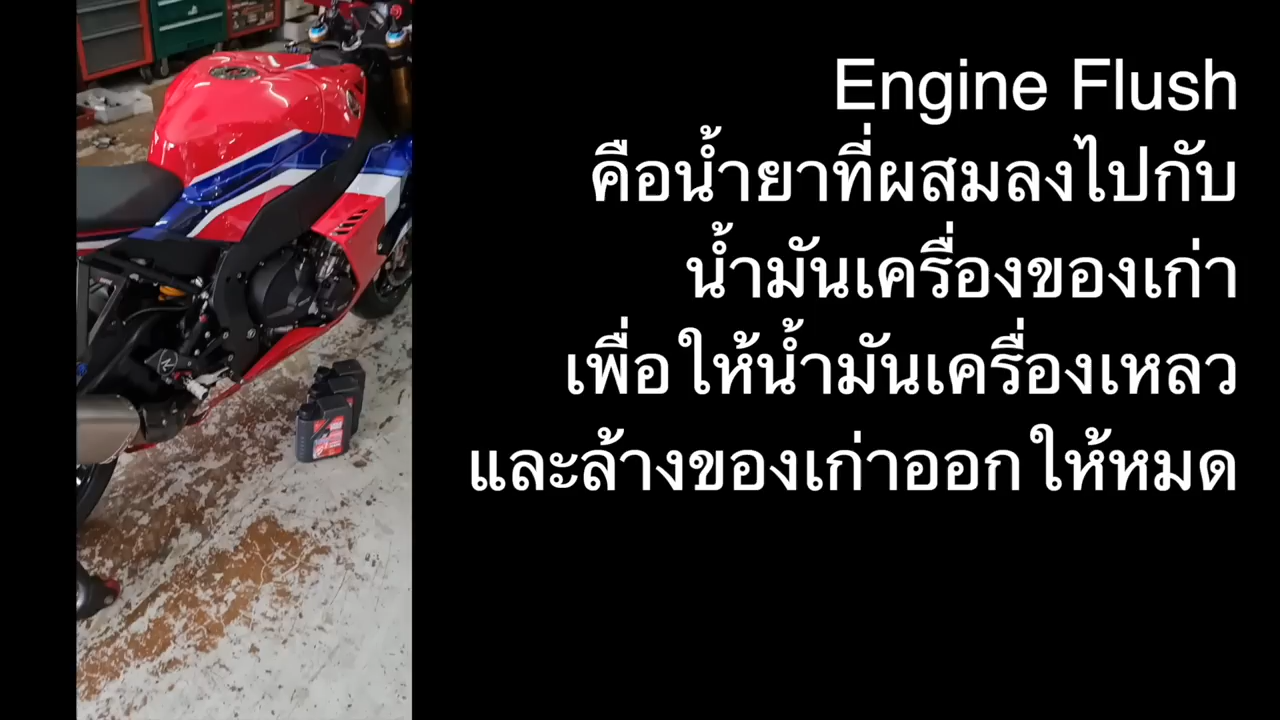 Engine Flush
คือน้ำยาที่ผสมลงไปกับ
น้ำมันเครื่องของเก่า
เพื่อให้น้ำมันเครื่องเหลว
และล้างของเก่าออกให้หมด